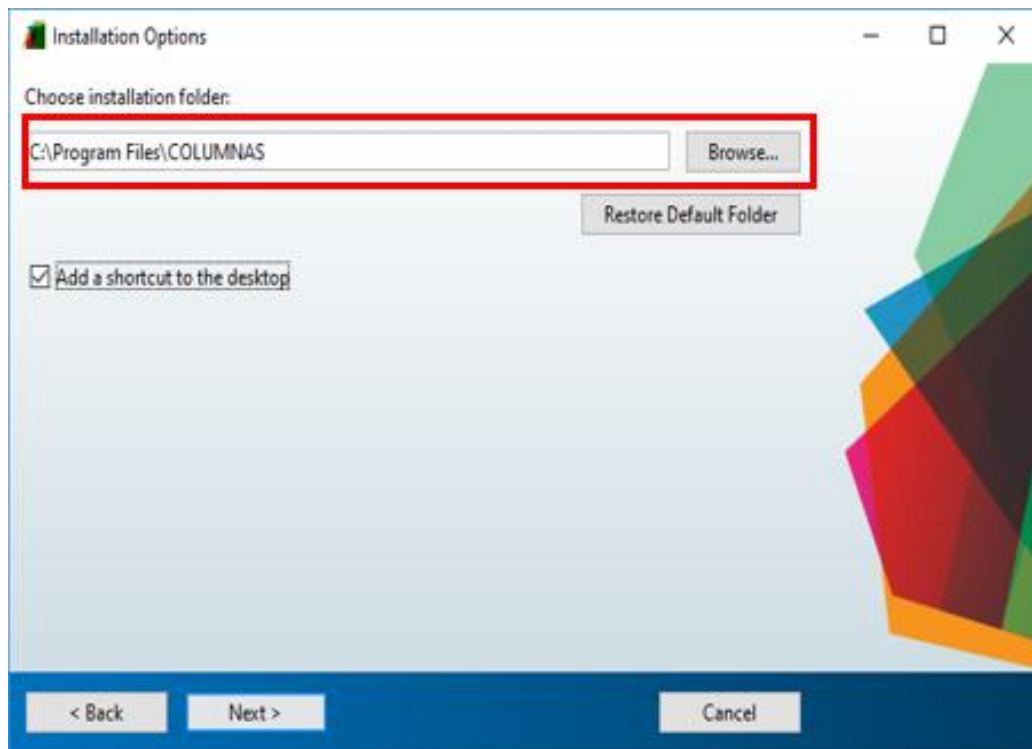 Installation Options
Choose installation folder:
C:\Program Files\COLUMNAS
Browse...
Restore Default Folder
Add a shortcut to the desktop
< Back
Next >
Cancel